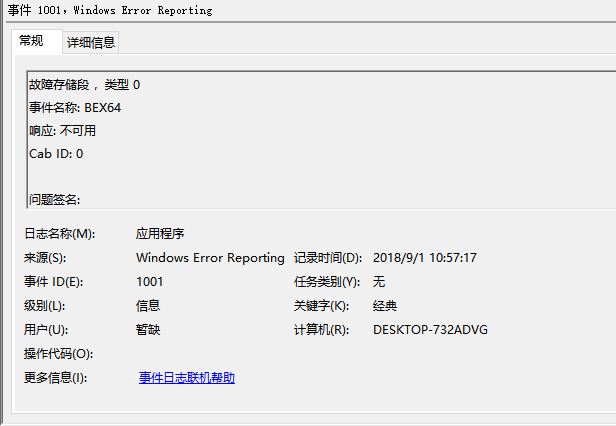 事件 1001，Windows Error Reporting
常规 详细信息
故障存储段 ，类型 0
事件名称: BEX64
响应: 不可用
Cab ID: 0
问题签名:
日志名称(M): 应用程序
来源(S): Windows Error Reporting 记录时间(D): 2018/9/1 10:57:17
事件 ID(E): 1001 任务类别(Y): 无
级别(L): 信息 关键字(K): 经典
用户(U): 暂缺 计算机(R): DESKTOP-732ADVG
操作代码(O):
更多信息(I): 事件日志联机帮助